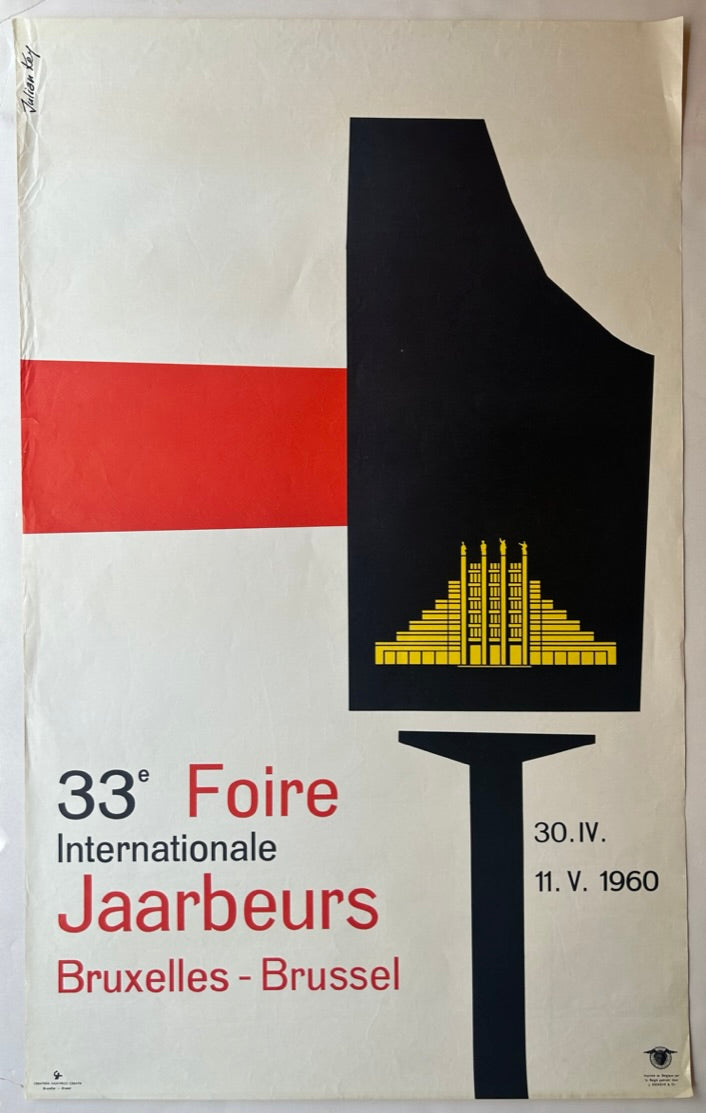 Julian Key
33e Foire
Internationale
Jaarbeurs
Bruxelles - Brussel
30.IV.
11. V. 1960